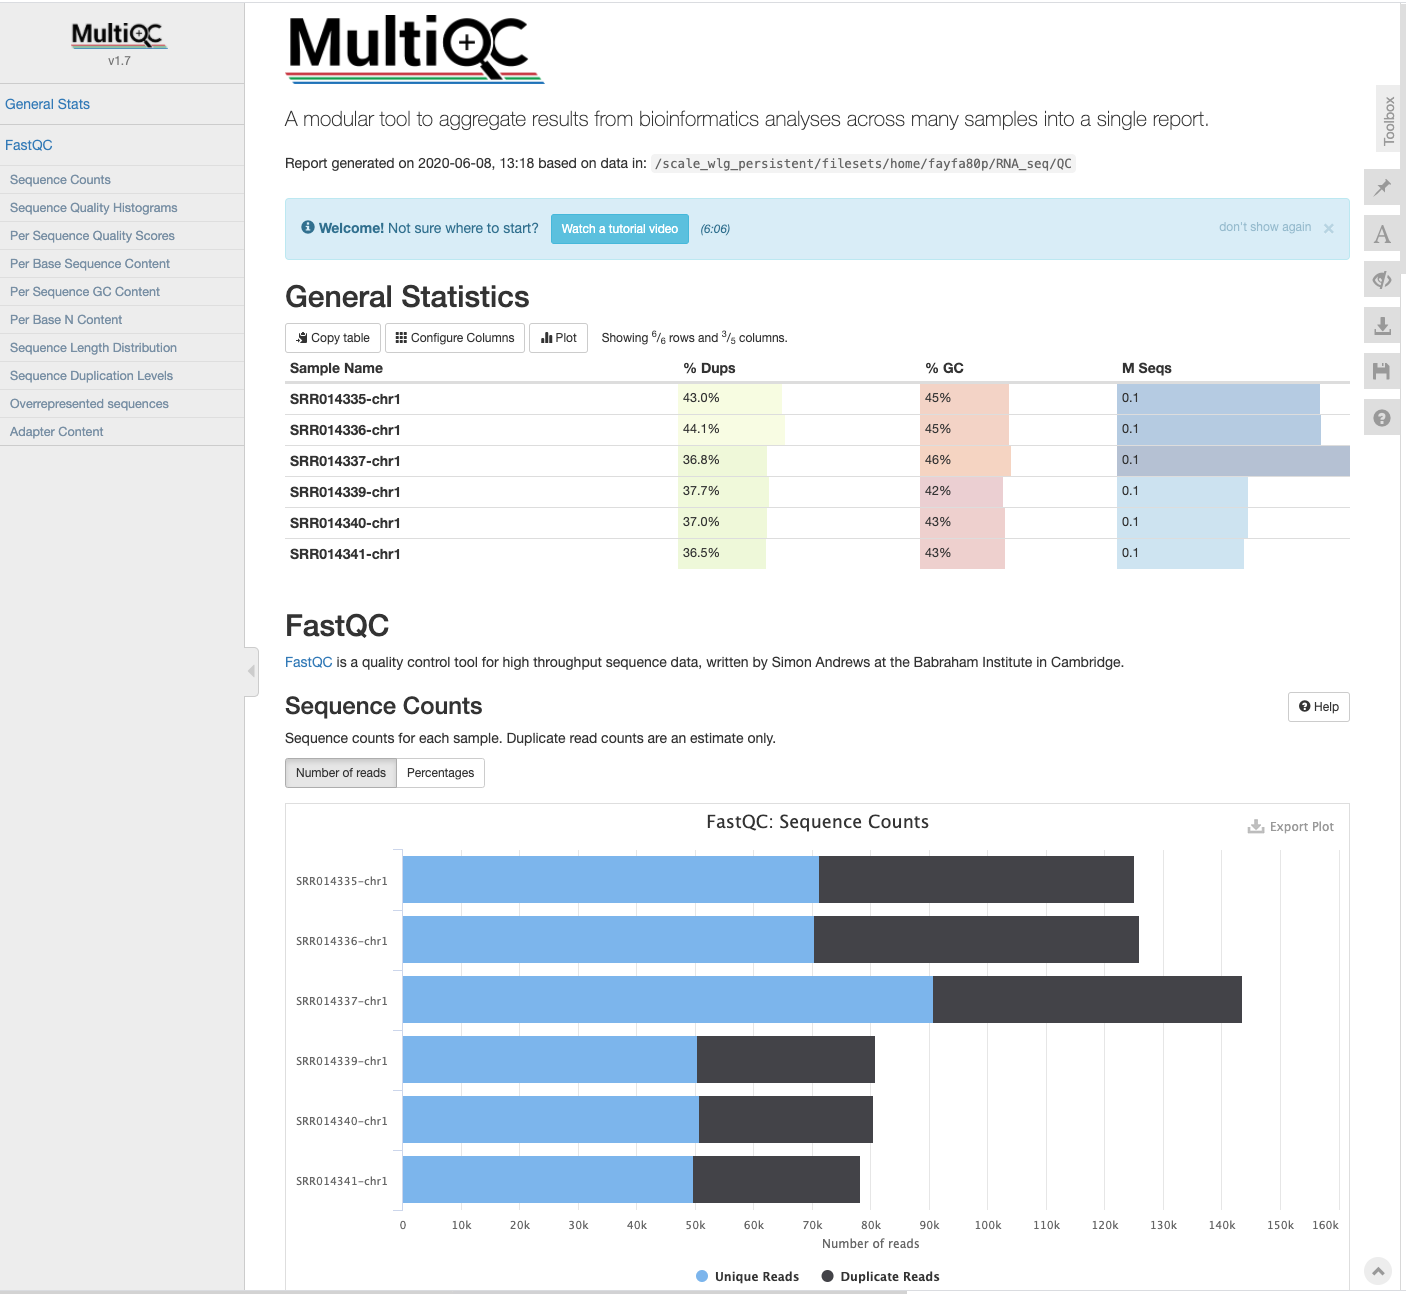 MultiQC
v1.7
General Stats
FastQC
Sequence Counts
Sequence Quality Histograms
Per Sequence Quality Scores
Per Base Sequence Content
Per Sequence GC Content
Per Base N Content
Sequence Length Distribution
Sequence Duplication Levels
Overrepresented sequences
Adapter Content
MultiQC
A modular tool to aggregate results from bioinformatics analyses across many samples into a single report.
Report generated on 2020-06-08, 13:18 based on data in: /scale_wlg_persistent/filesets/home/fayfa80p/RNA_seq/QC
Welcome! Not sure where to start? Watch a tutorial video (6:06) don't show again ×
Toolbox
General Statistics
Copy table Configure Columns Plot Showing 6/6 rows and 3/5 columns.
Sample Name % Dups % GC M Seqs
SRR014335-chr1 43.0% 45% 0.1
SRR014336-chr1 44.1% 45% 0.1
SRR014337-chr1 36.8% 46% 0.1
SRR014339-chr1 37.7% 42% 0.1
SRR014340-chr1 37.0% 43% 0.1
SRR014341-chr1 36.5% 43% 0.1
FastQC
FastQC is a quality control tool for high throughput sequence data, written by Simon Andrews at the Babraham Institute in Cambridge.
Sequence Counts Help
Sequence counts for each sample. Duplicate read counts are an estimate only.
Number of reads Percentages
FastQC: Sequence Counts
Export Plot
SRR014335-chr1
SRR014336-chr1
SRR014337-chr1
SRR014339-chr1
SRR014340-chr1
SRR014341-chr1
0 10k 20k 30k 40k 50k 60k 70k 80k 90k 100k 110k 120k 130k 140k 150k 160k
Number of reads
Unique Reads Duplicate Reads